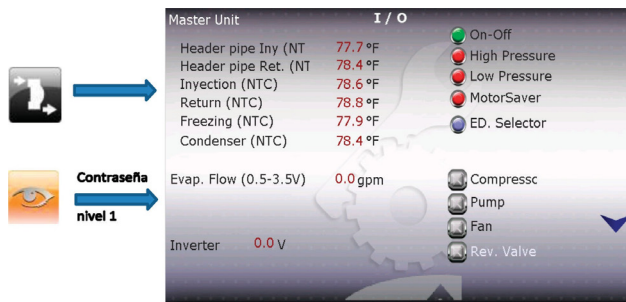 Master Unit
I / O
Header pipe Iny (NT 77.7 °F
Header pipe Ret. (NT 78.4 °F
Inyection (NTC) 78.6 °F
Return (NTC) 78.8 °F
Freezing (NTC) 77.9 °F
Condenser (NTC) 78.4 °F
On-Off
High Pressure
Low Pressure
MotorSaver
ED. Selector
Contraseña
nivel 1
Evap. Flow (0.5-3.5V) 0.0 gpm
Inverter 0.0 V
Compressc
Pump
Fan
Rev. Valve